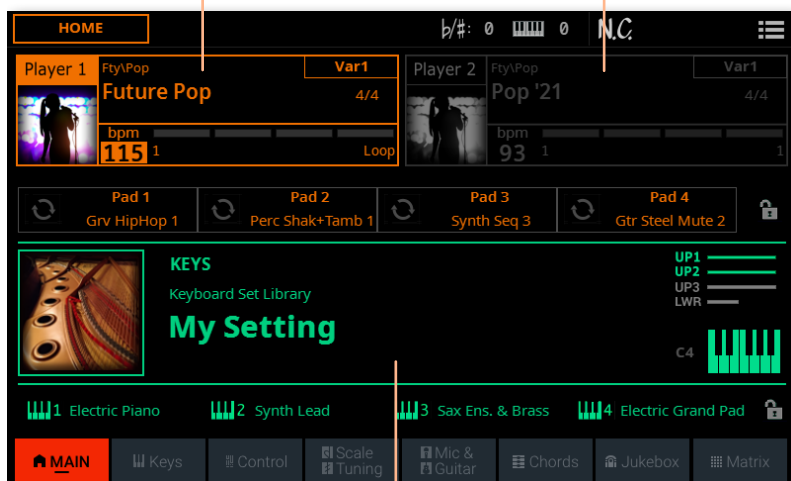 HOME
b/#: 0 0 N.C.
Player 1 Fty\Pop Var1
Future Pop 4/4
bpm
115 1 Loop
Player 2 Fty\Pop Var1
Pop '21 4/4
bpm
93 1 1
Pad 1
Grv HipHop 1
Pad 2
Perc Shak+Tamb 1
Pad 3
Synth Seq 3
Pad 4
Gtr Steel Mute 2
KEYS
Keyboard Set Library
My Setting
UP1
UP2
UP3
LWR
C4
1 Electric Piano
2 Synth Lead
3 Sax Ens. & Brass
4 Electric Grand Pad
MAIN
Keys
Control
Scale
Tuning
Mic &
Guitar
Chords
Jukebox
Matrix